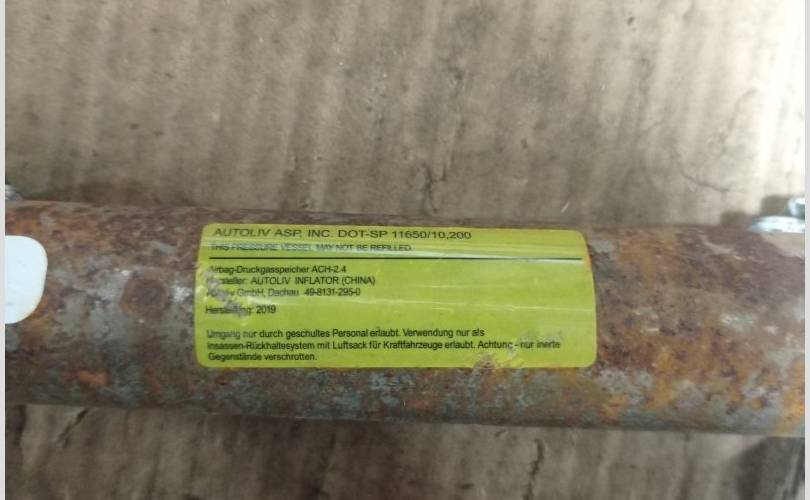 AUTOLIV ASP, INC. DOT-SP 11650/10,200
THIS PRESSURE VESSEL MAY NOT BE REFILLED.
Airbag-Druckgasspeicher ACH-2.4
Hersteller: AUTOLIV INFLATOR (CHINA)
Autoliv GmbH, Dachau 49-8131-295-0
Herstellung: 2019
Umgang nur durch geschultes Personal erlaubt. Verwendung nur als
Insassen-Rückhaltesystem mit Luftsack für Kraftfahrzeuge erlaubt. Achtung - nur inerte
Gegenstände verschrotten.